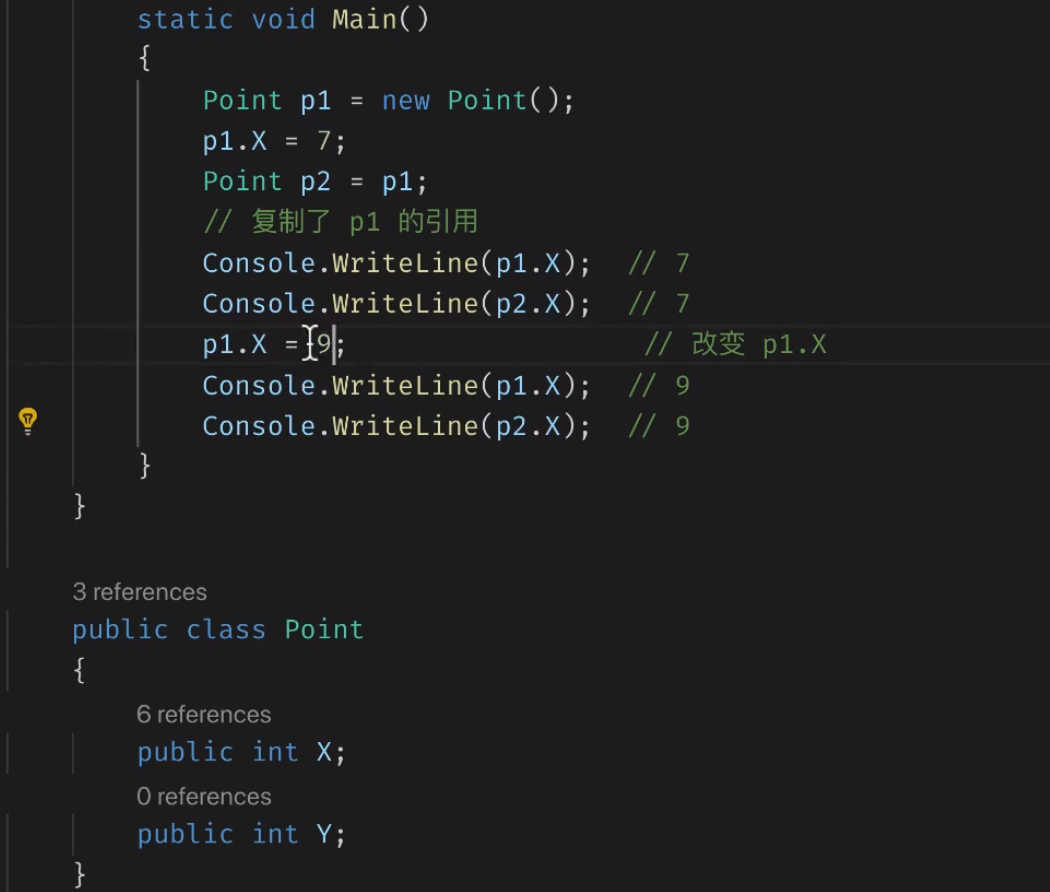 static void Main()
{
Point p1 = new Point();
p1.X = 7;
Point p2 = p1;
// 复制了 p1 的引用
Console.WriteLine(p1.X); // 7
Console.WriteLine(p2.X); // 7
p1.X = 9; // 改变 p1.X
Console.WriteLine(p1.X); // 9
Console.WriteLine(p2.X); // 9
}
}
3 references
public class Point
{
6 references
public int X;
0 references
public int Y;
}